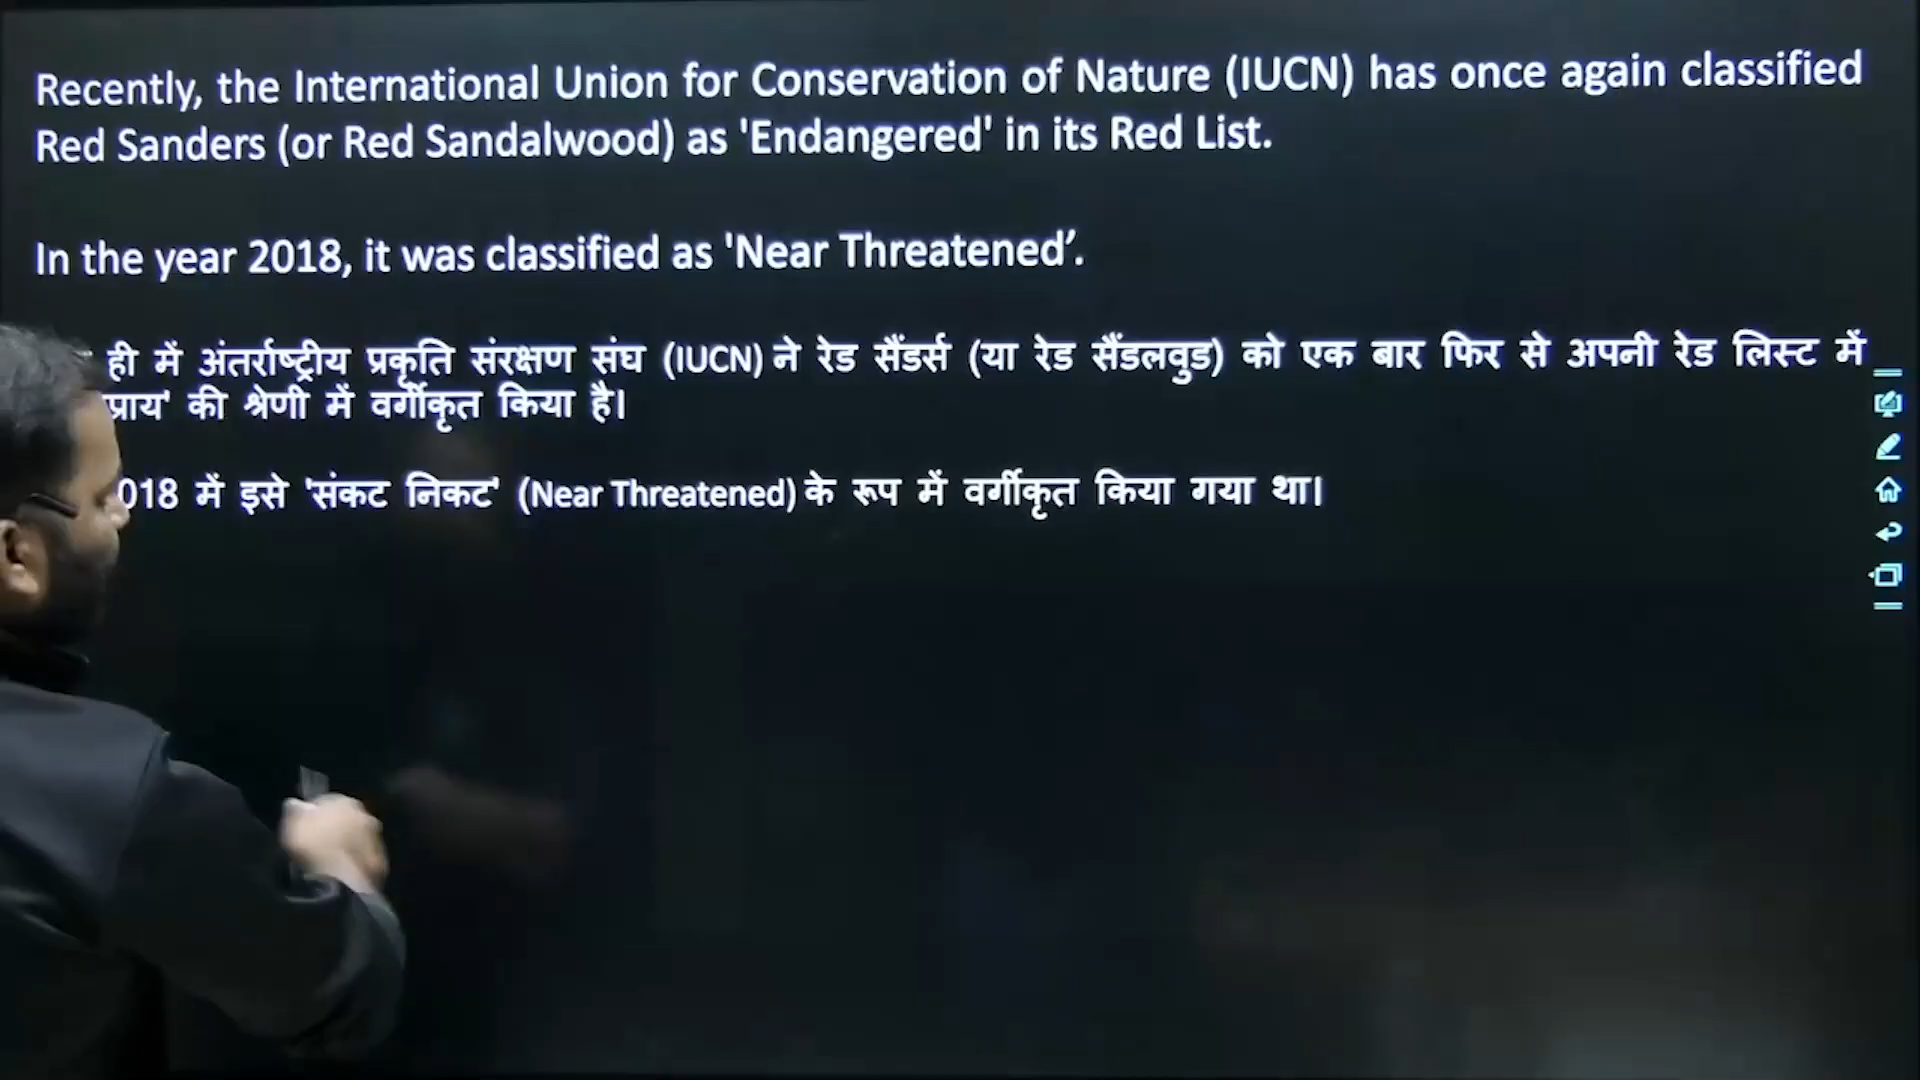 Recently, the International Union for Conservation of Nature (IUCN) has once again classified
Red Sanders (or Red Sandalwood) as 'Endangered' in its Red List.
In the year 2018, it was classified as 'Near Threatened’.
ही में अंतर्राष्ट्रीय प्रकृति संरक्षण संघ (IUCN) ने रेड सैंडर्स (या रेड सैंडलवुड) को एक बार फिर से अपनी रेड लिस्ट में
प्राय' की श्रेणी में वर्गीकृत किया है।
018 में इसे 'संकट निकट' (Near Threatened) के रूप में वर्गीकृत किया गया था।